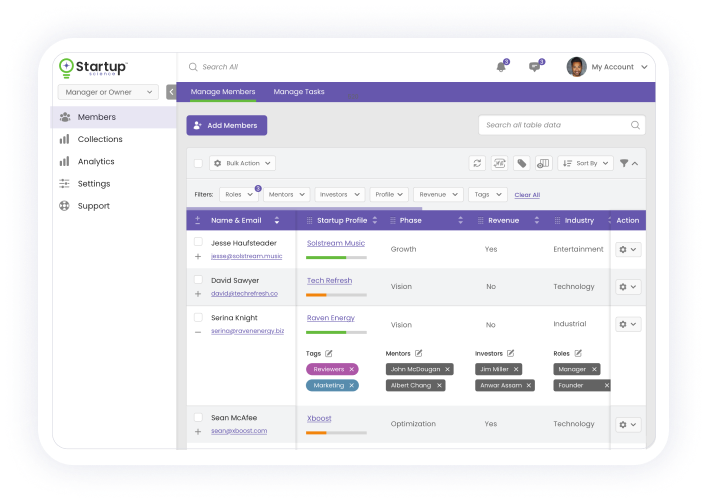 Startup
science
Search All
3
3
My Account
Manager or Owner
Manage Members
Manage Tasks
Members
Collections
Analytics
Settings
Support
Add Members
Search all table data
Bulk Action
Sort By
Filters:
Roles
3
Mentors
Investors
Profile
Revenue
Tags
Clear All
Name & Email
Startup Profile
Phase
Revenue
Industry
Action
Jesse Haufsteader
jesse@solstream.music
Solstream Music
Growth
Yes
Entertainment
David Sawyer
david@techrefresh.co
Tech Refresh
Vision
No
Technology
Serina Knight
serina@ravenenergy.biz
Raven Energy
Vision
No
Industrial
Tags
Mentors
Investors
Roles
Reviewers
John McDougan
Jim Miller
Manager
Marketing
Albert Chang
Anwar Assam
Founder
Sean McAfee
sean@xboost.com
Xboost
Optimization
Yes
Technology